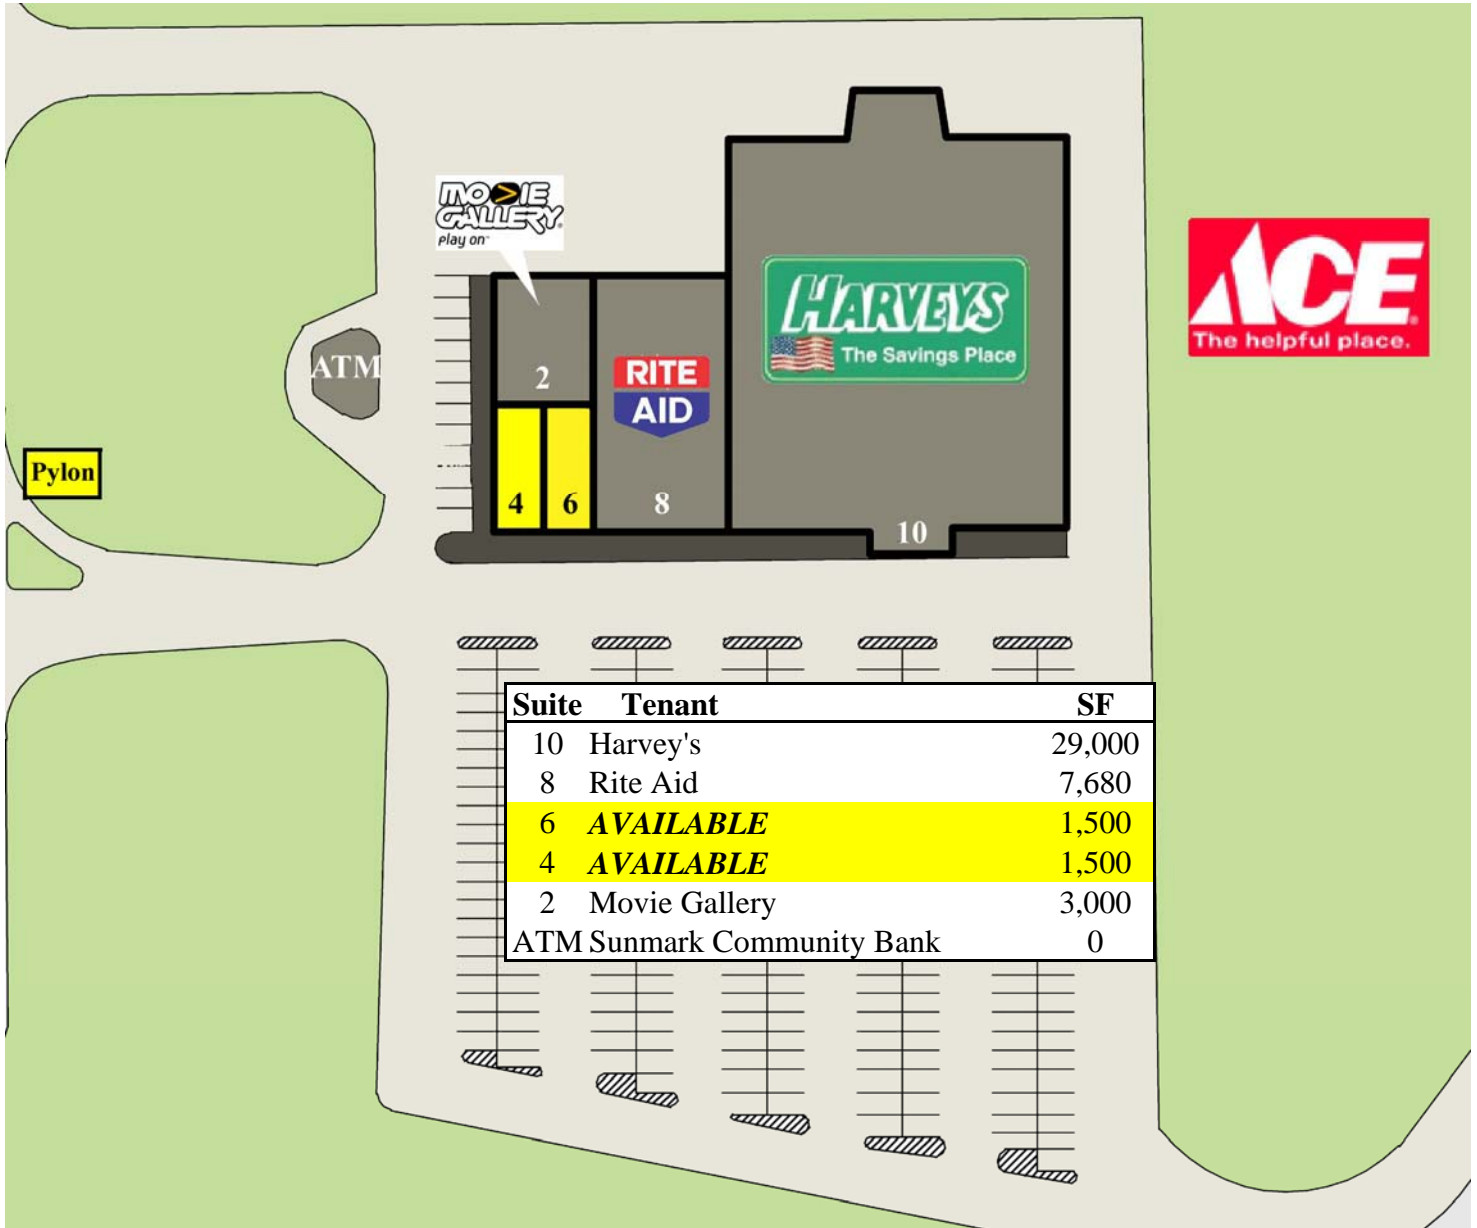 MOVIE
GALLERY®
play on™
HARVEYS
The Savings Place
ACE®
The helpful place.
ATM
2
RITE
AID
Pylon
4
6
8
10
Suite Tenant SF
10 Harvey's 29,000
8 Rite Aid 7,680
6 AVAILABLE 1,500
4 AVAILABLE 1,500
2 Movie Gallery 3,000
ATM Sunmark Community Bank 0